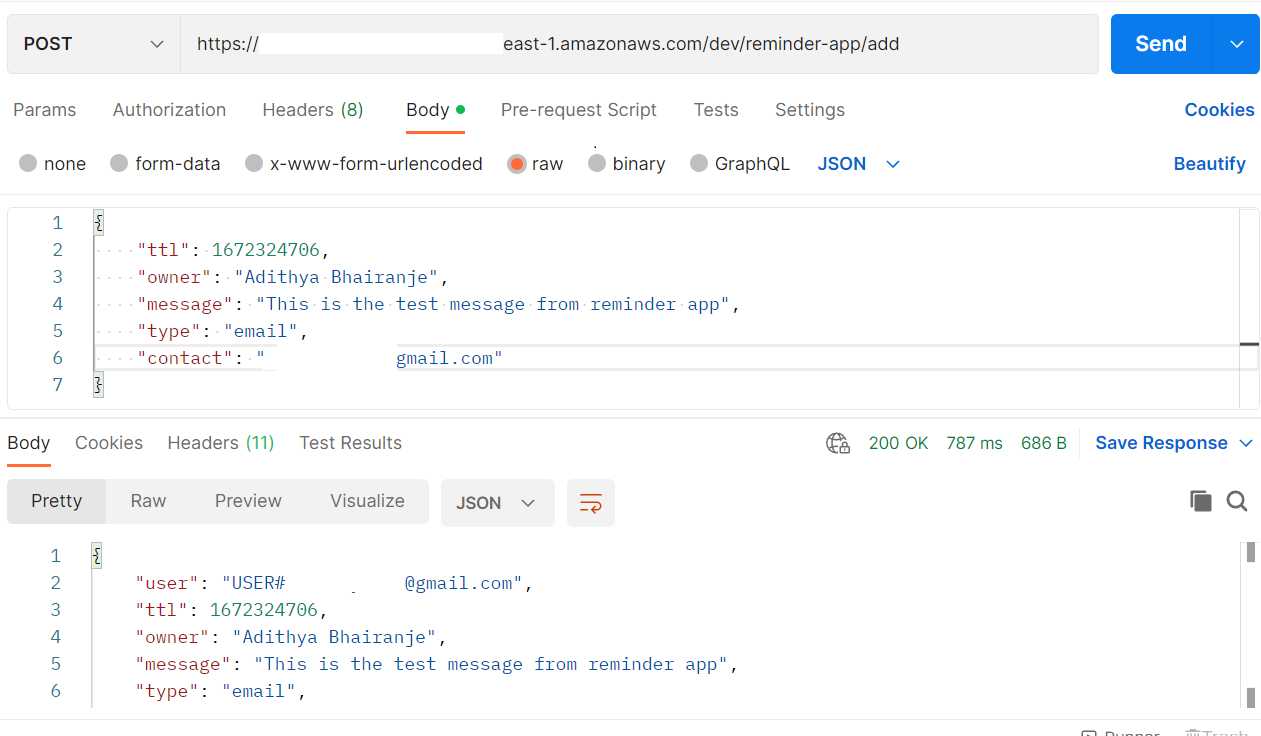 POST https:// east-1.amazonaws.com/dev/reminder-app/add Send
Params Authorization Headers (8) Body Pre-request Script Tests Settings Cookies
none form-data x-www-form-urlencoded raw binary GraphQL JSON Beautify
1 {
2 "ttl": 1672324706,
3 "owner": "Adithya Bhairanje",
4 "message": "This is the test message from reminder app",
5 "type": "email",
6 "contact": " gmail.com"
7 }
Body Cookies Headers (11) Test Results 200 OK 787 ms 686 B Save Response
Pretty Raw Preview Visualize JSON
1 {
2 "user": "USER# @gmail.com",
3 "ttl": 1672324706,
4 "owner": "Adithya Bhairanje",
5 "message": "This is the test message from reminder app",
6 "type": "email",
Runner Trash